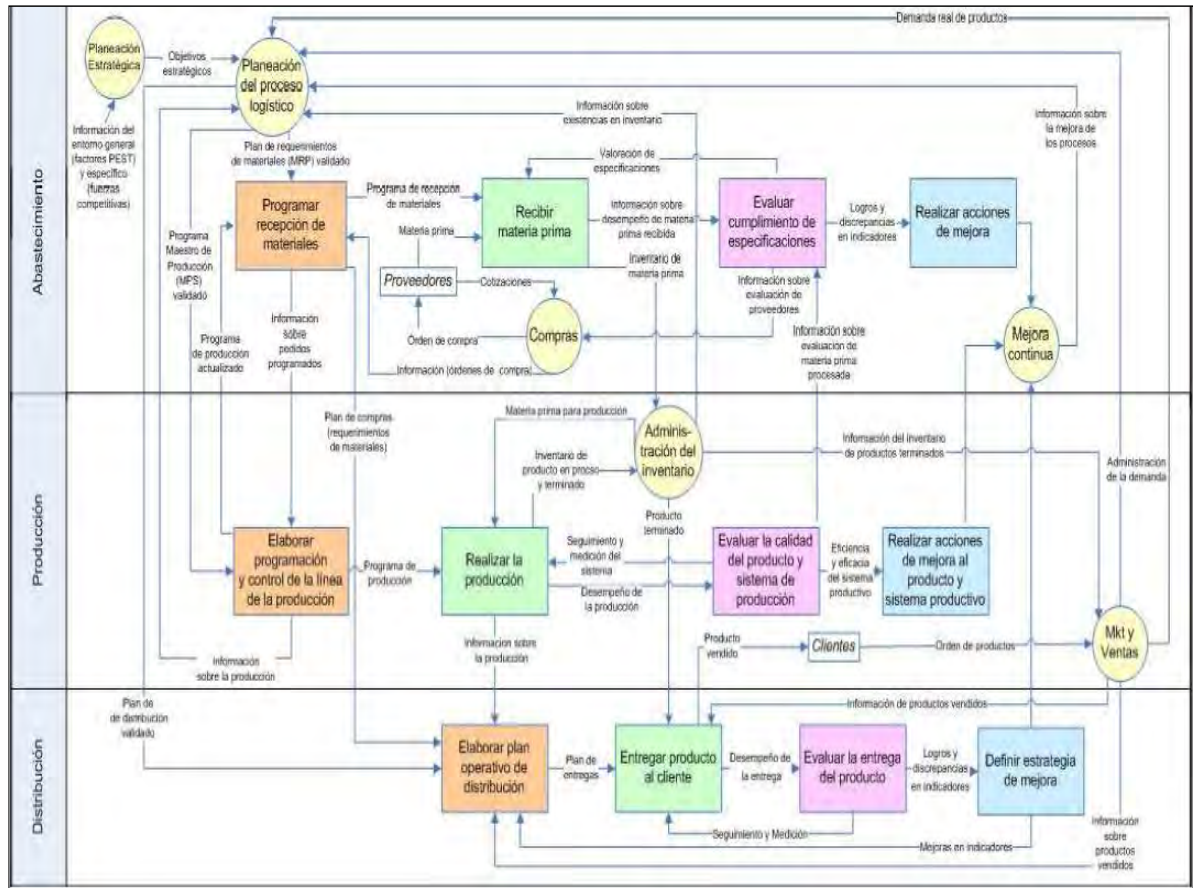 Demanda real de productos
Planeación
Estratégica
Objetivos
estratégicos
Planeación
del proceso
logístico
Información sobre
existencias en inventario
Información sobre
la mejora de
los procesos
Información del
entorno general
(factores PEST)
y específico
(fuerzas
competitivas)
Plan de requerimientos
de materiales (MRP) validado
Valoración de
especificaciones
Abastecimiento
Programar
recepción de
materiales
Programa de recepción
de materiales
Materia prima
Recibir
materia prima
Información sobre
desempeño de materia
prima recibida
Inventario de
materia prima
Evaluar
cumplimiento de
especificaciones
Logros y
discrepancias
en indicadores
Realizar acciones
de mejora
Programa
Maestro de
Producción
(MPS)
validado
Proveedores
Cotizaciones
Información sobre
evaluación de
proveedores
Orden de compra
Compras
Información sobre
evaluación de
materia prima
procesada
Mejora
continua
Programa
de producción
actualizado
Información
sobre
pedidos
programados
Información (órdenes de compra)
Producción
Plan de compras
(requerimientos
de materiales)
Materia prima para producción
Adminis-
tración del
inventario
Información del inventario
de productos terminados
Inventario de
producto en proceso
y terminado
Administración
de la demanda
Producto
terminado
Elaborar
programación
y control de la línea
de la producción
Programa de
producción
Realizar la
producción
Seguimiento y
medición del
sistema
Desempeño de
la producción
Evaluar la calidad
del producto y
sistema de
producción
Eficiencia
y eficacia
del sistema
productivo
Realizar acciones
de mejora al
producto y
sistema productivo
Información
sobre la producción
Informacion sobre
la producción
Producto
vendido
Clientes
Orden de productos
Mkt y
Ventas
Distribución
Plan de
de distribución
validado
Información de productos vendidos
Elaborar plan
operativo de
distribución
Plan de
entregas
Entregar producto
al cliente
Desempeño de
la entrega
Evaluar la entrega
del producto
Logros y
discrepancias
en indicadores
Definir estrategia
de mejora
Seguimiento y Medición
Mejoras en indicadores
Información
sobre
productos
vendidos